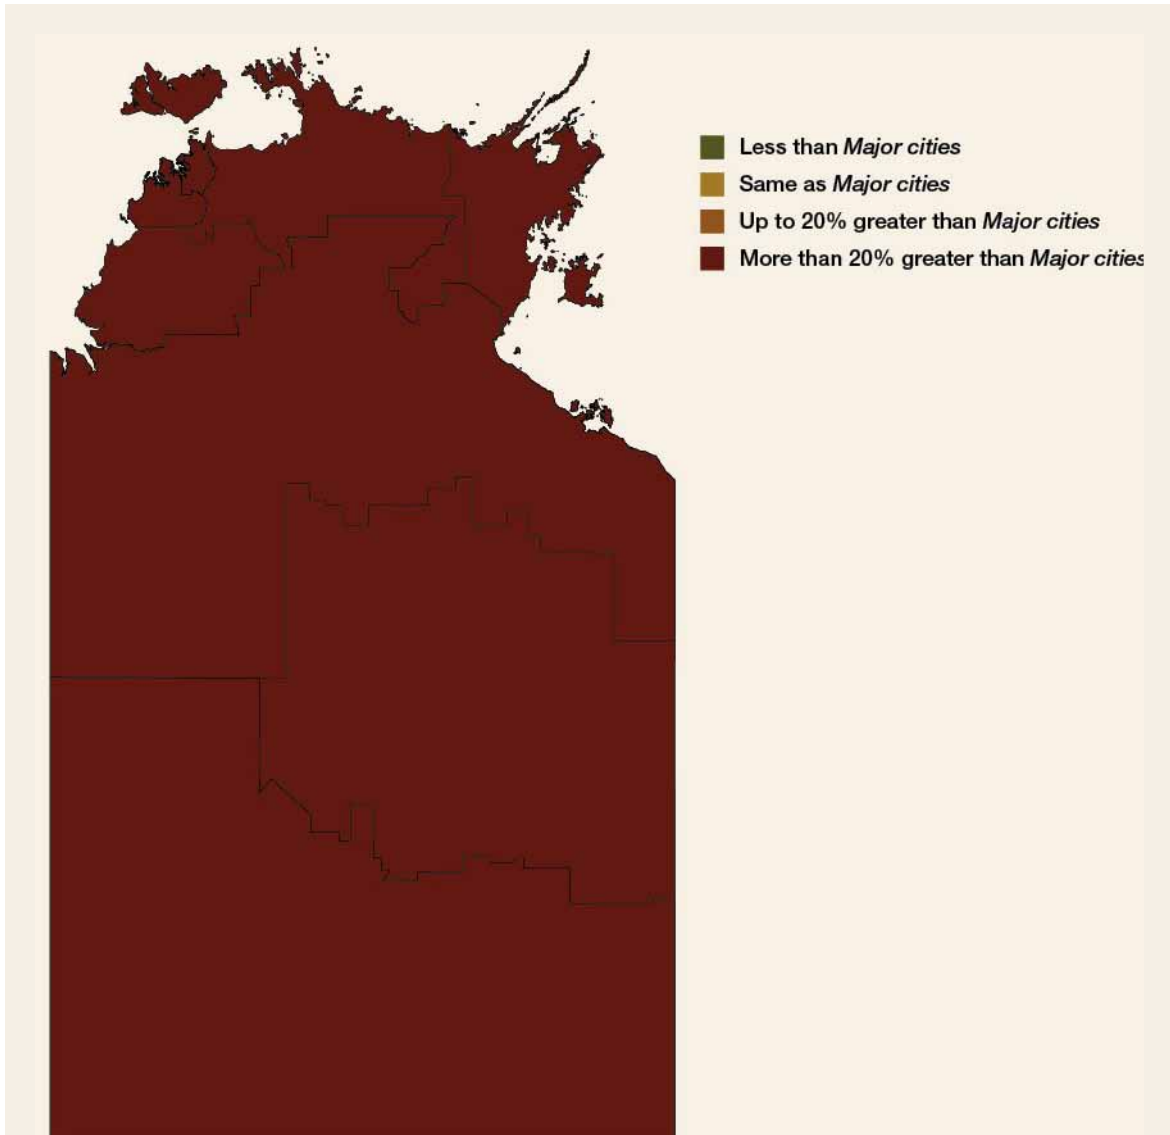 Less than Major cities
Same as Major cities
Up to 20% greater than Major cities
More than 20% greater than Major cities